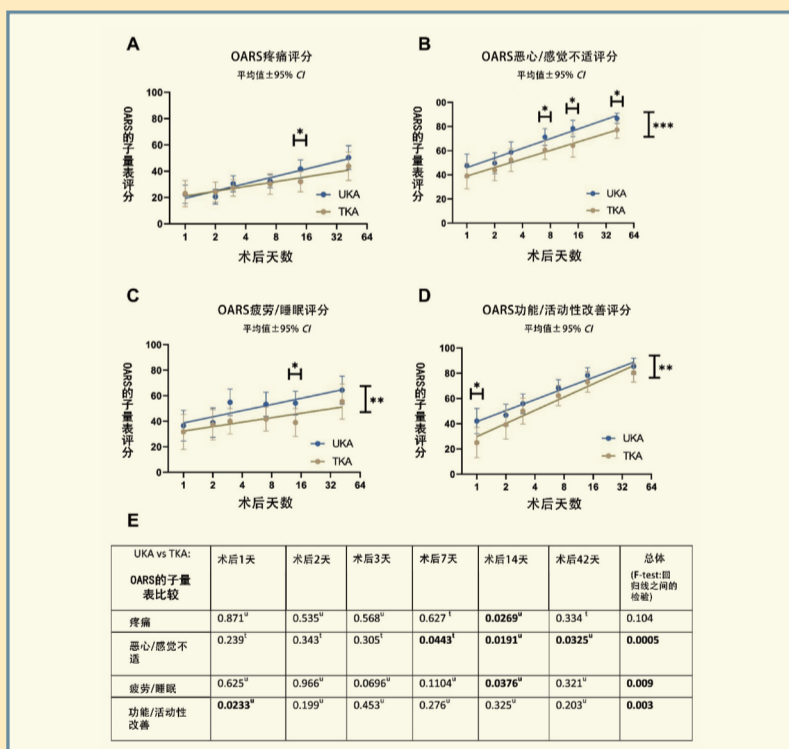 A
OARS疼痛评分
平均值±95% CI
OARS的子量表评分
100
80
60
40
20
0
*
UKA
TKA
1 2 4 8 16 32 64
术后天数
B
OARS恶心/感觉不适评分
平均值±95% CI
OARS的子量表评分
00
80
60
40
20
0
* * *
***
UKA
TKA
1 2 4 8 16 32 64
术后天数
C
OARS疲劳/睡眠评分
平均值±95% CI
OARS的子量表评分
100
80
60
40
20
0
*
**
UKA
TKA
1 2 4 8 16 32 64
术后天数
D
OARS功能/活动性改善评分
平均值±95% CI
OARS的子量表评分
100
80
60
40
20
0
*
**
UKA
TKA
1 2 4 8 16 32 64
术后天数
E
UKA vs TKA: 术后1天 术后2天 术后3天 术后7天 术后14天 术后42天 总体
OARS的子量
表比较
(F-test:回
归线之间的
检验)
疼痛 0.871ᵘ 0.535ᵘ 0.568ᵘ 0.627ᵗ 0.0269ᵘ 0.334ᵗ 0.104
恶心/感觉不
适 0.239ᵗ 0.343ᵗ 0.305ᵗ 0.0443ᵗ 0.0191ᵘ 0.0325ᵘ 0.0005
疲劳/睡眠 0.625ᵘ 0.966ᵘ 0.0696ᵘ 0.1104ᵘ 0.0376ᵘ 0.321ᵘ 0.009
功能/活动性
改善 0.0233ᵘ 0.199ᵘ 0.453ᵘ 0.276ᵘ 0.325ᵘ 0.203ᵘ 0.003